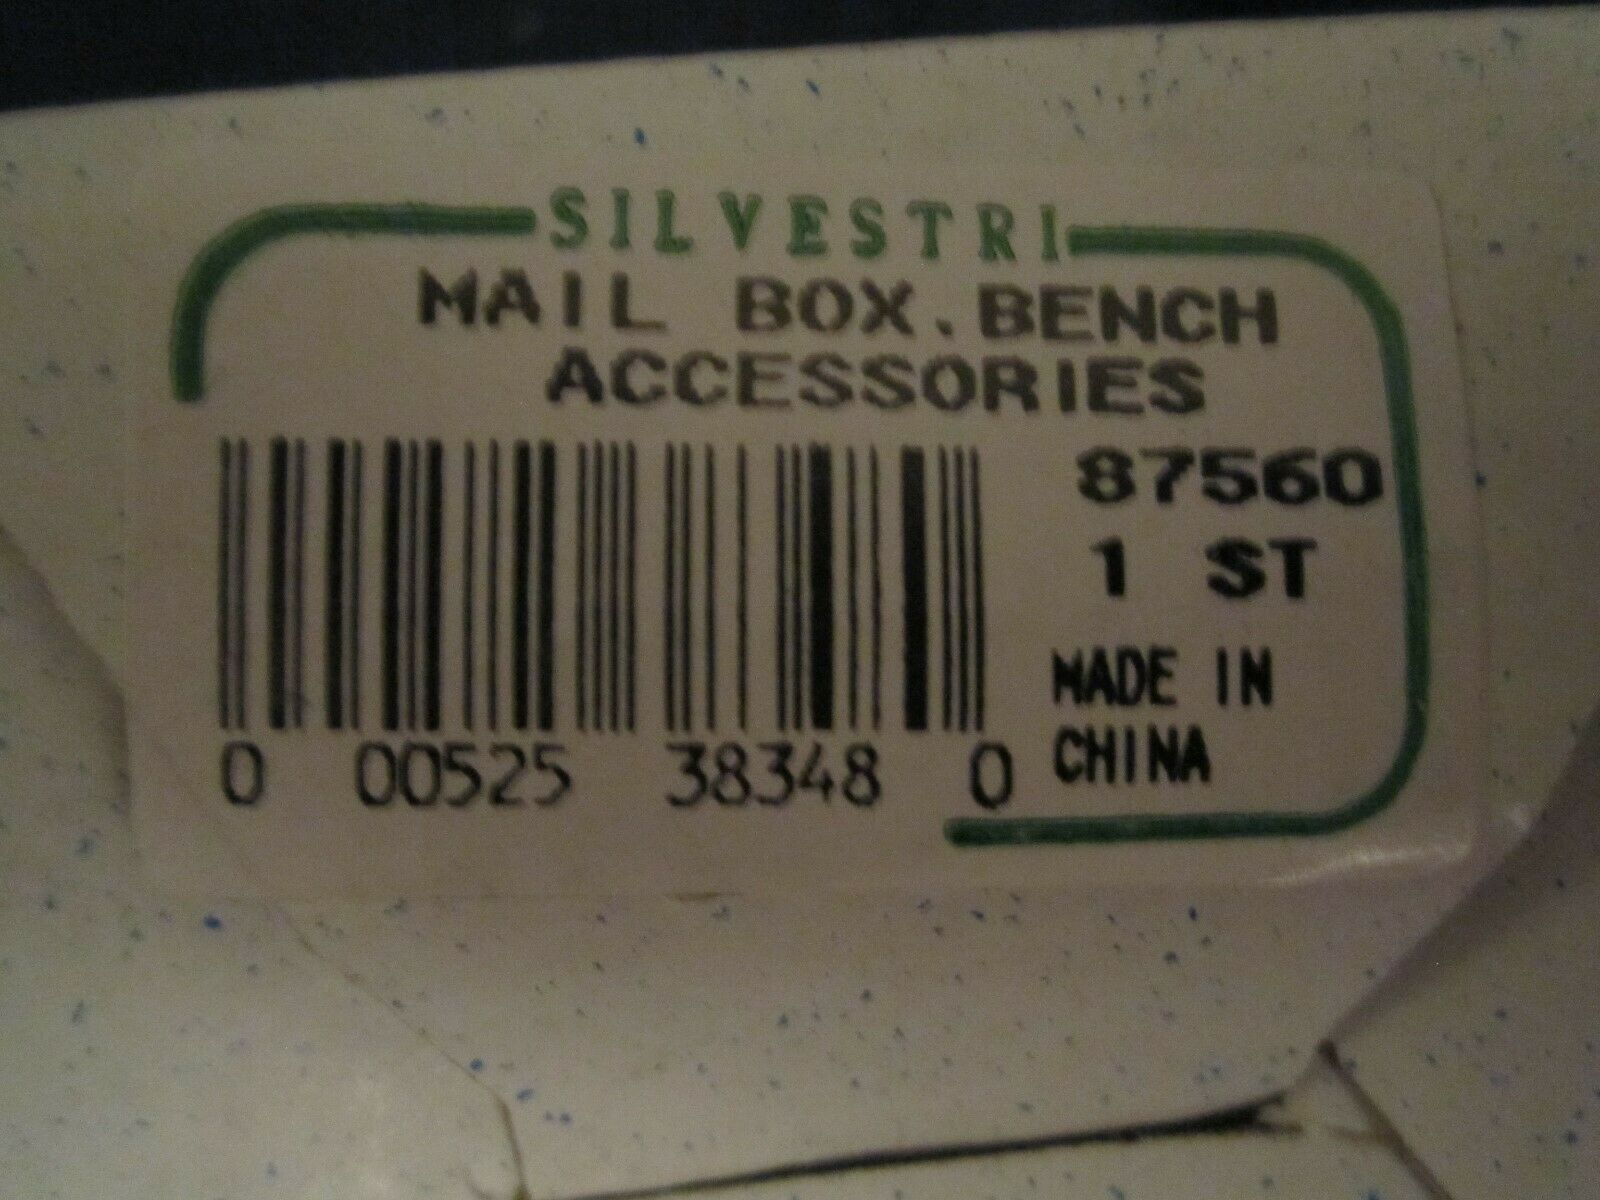 SILVESTRI
MAIL BOX.BENCH
ACCESSORIES
87560
1 ST
MADE IN
CHINA
0 00525 38348 0